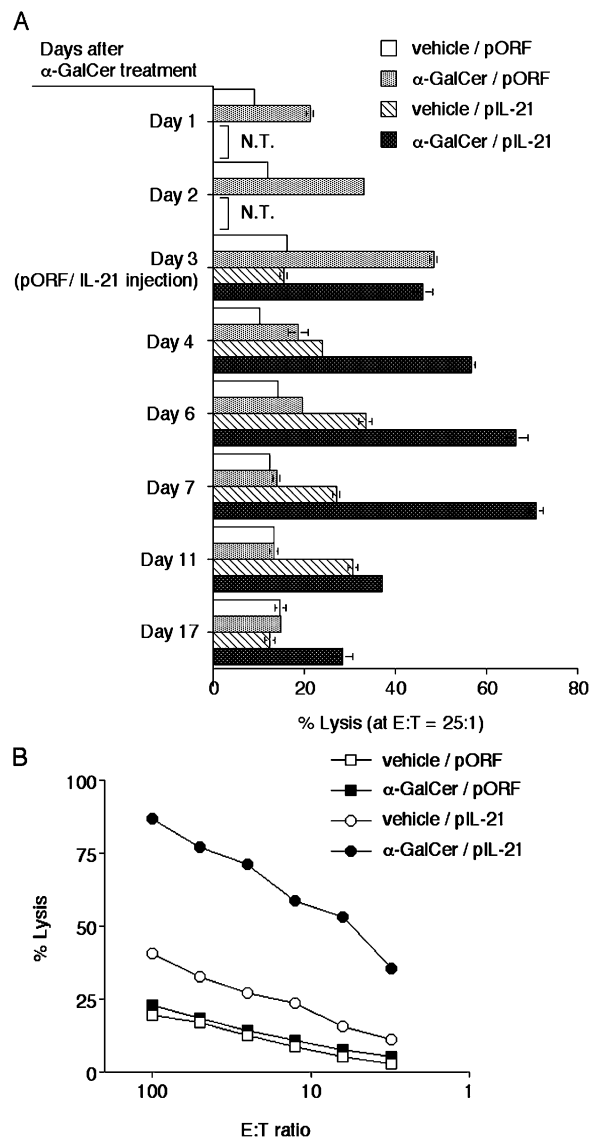 A
Days after
α-GalCer treatment
vehicle / pORF
α-GalCer / pORF
vehicle / pIL-21
α-GalCer / pIL-21
Day 1
N.T.
Day 2
N.T.
Day 3
(pORF/ IL-21 injection)
Day 4
Day 6
Day 7
Day 11
Day 17
0 20 40 60 80
% Lysis (at E:T = 25:1)
B
vehicle / pORF
α-GalCer / pORF
vehicle / pIL-21
α-GalCer / pIL-21
100
75
50
25
0
% Lysis
100 10 1
E:T ratio